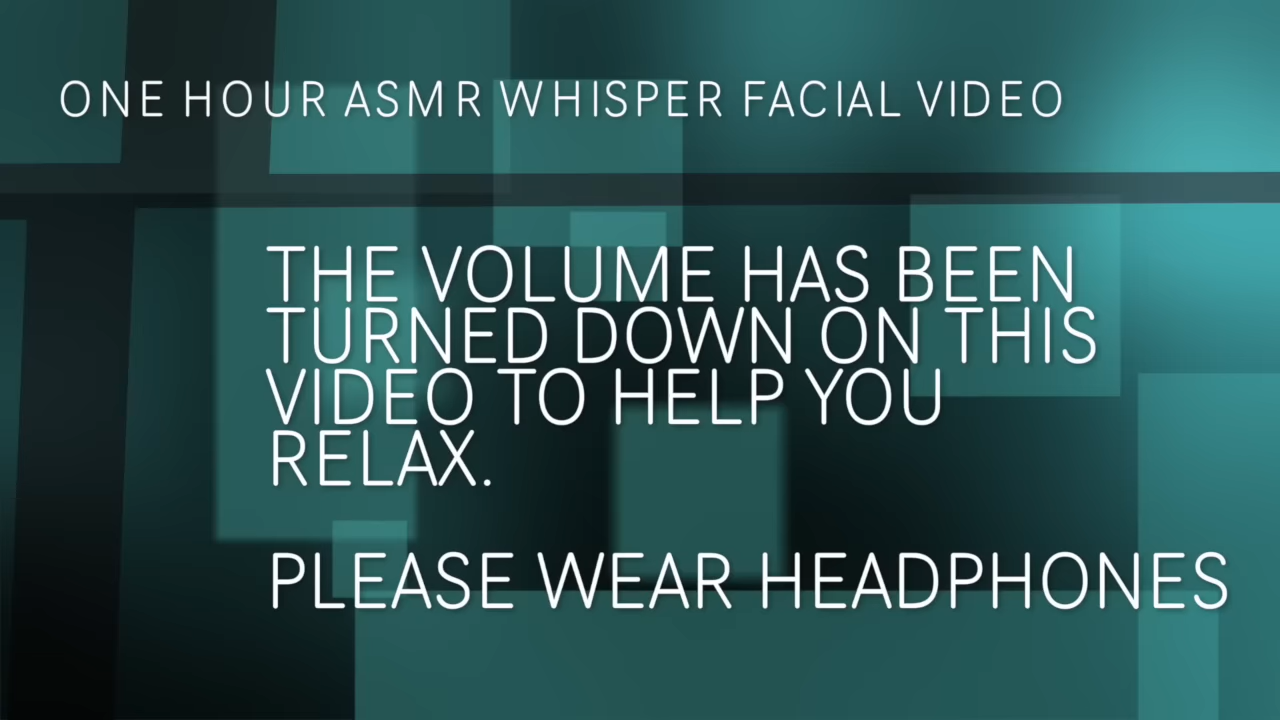 ONE HOUR ASMR WHISPER FACIAL VIDEO
THE VOLUME HAS BEEN
TURNED DOWN ON THIS
VIDEO TO HELP YOU
RELAX.
PLEASE WEAR HEADPHONES